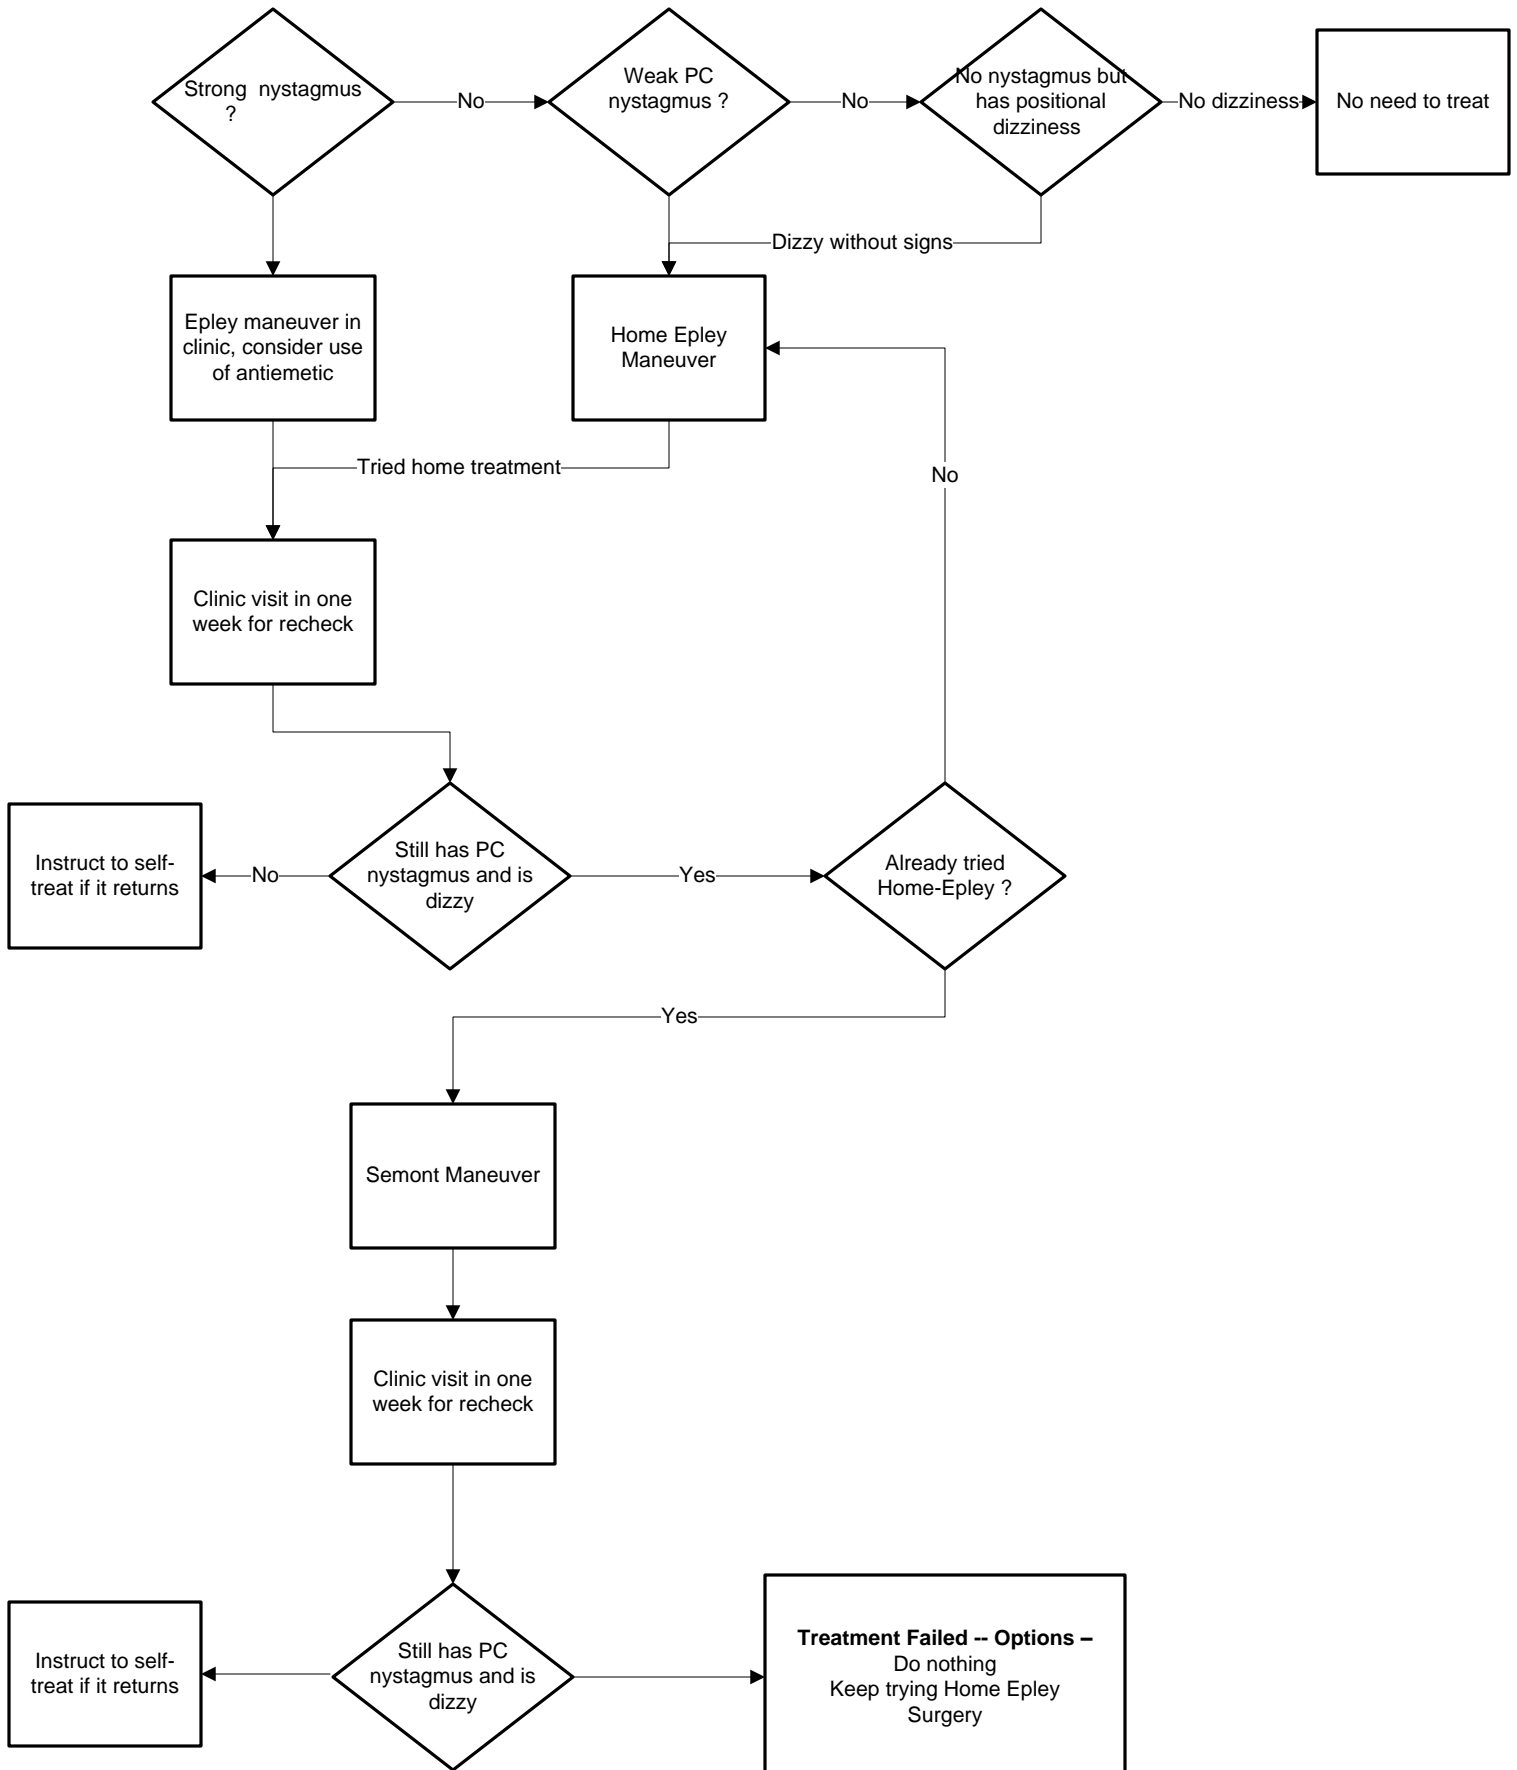 Strong  nystagmus
?
No
Weak PC
nystagmus ?
No
No nystagmus but
has positional
dizziness
No dizziness
No need to treat
Dizzy without signs
Epley maneuver in
clinic, consider use
of antiemetic
Home Epley
Maneuver
Tried home treatment
No
Clinic visit in one
week for recheck
Instruct to self-
treat if it returns
No
Still has PC
nystagmus and is
dizzy
Yes
Already tried
Home-Epley ?
Yes
Semont Maneuver
Clinic visit in one
week for recheck
Instruct to self-
treat if it returns
Still has PC
nystagmus and is
dizzy
Treatment Failed -- Options –
Do nothing
Keep trying Home Epley
Surgery